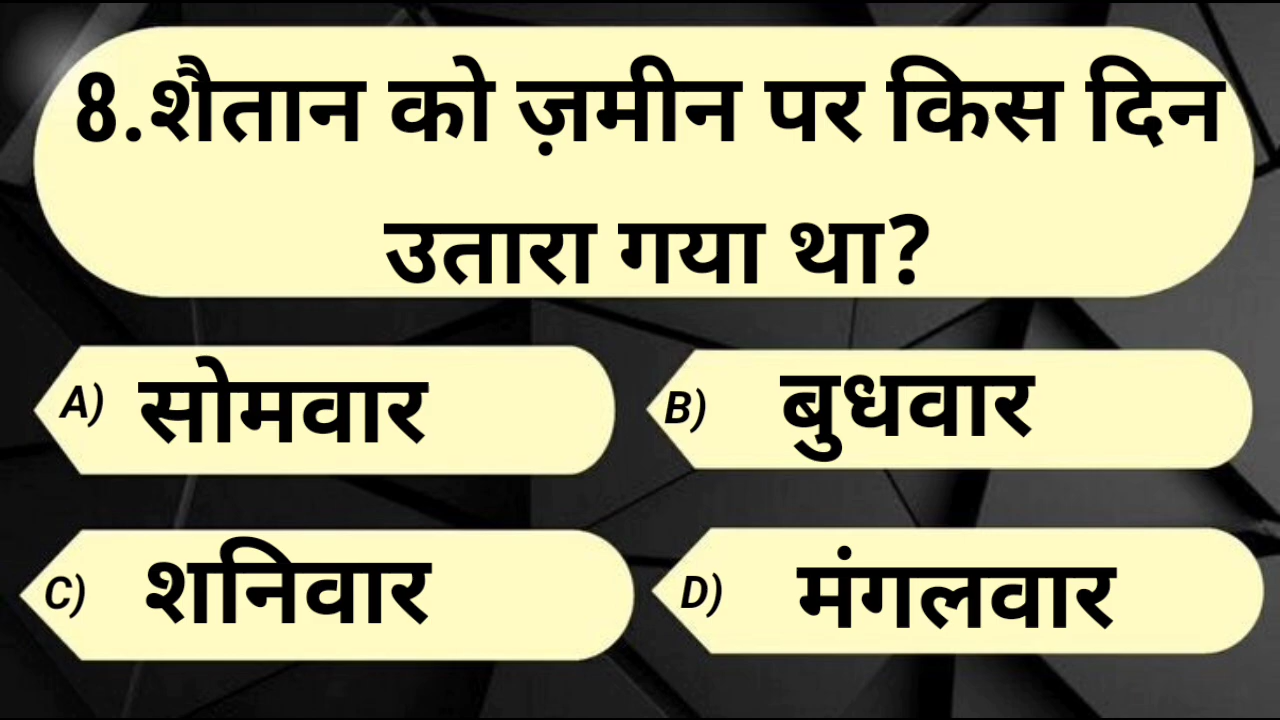 8.शैतान को ज़मीन पर किस दिन
उतारा गया था?
A) सोमवार
B) बुधवार
C) शनिवार
D) मंगलवार